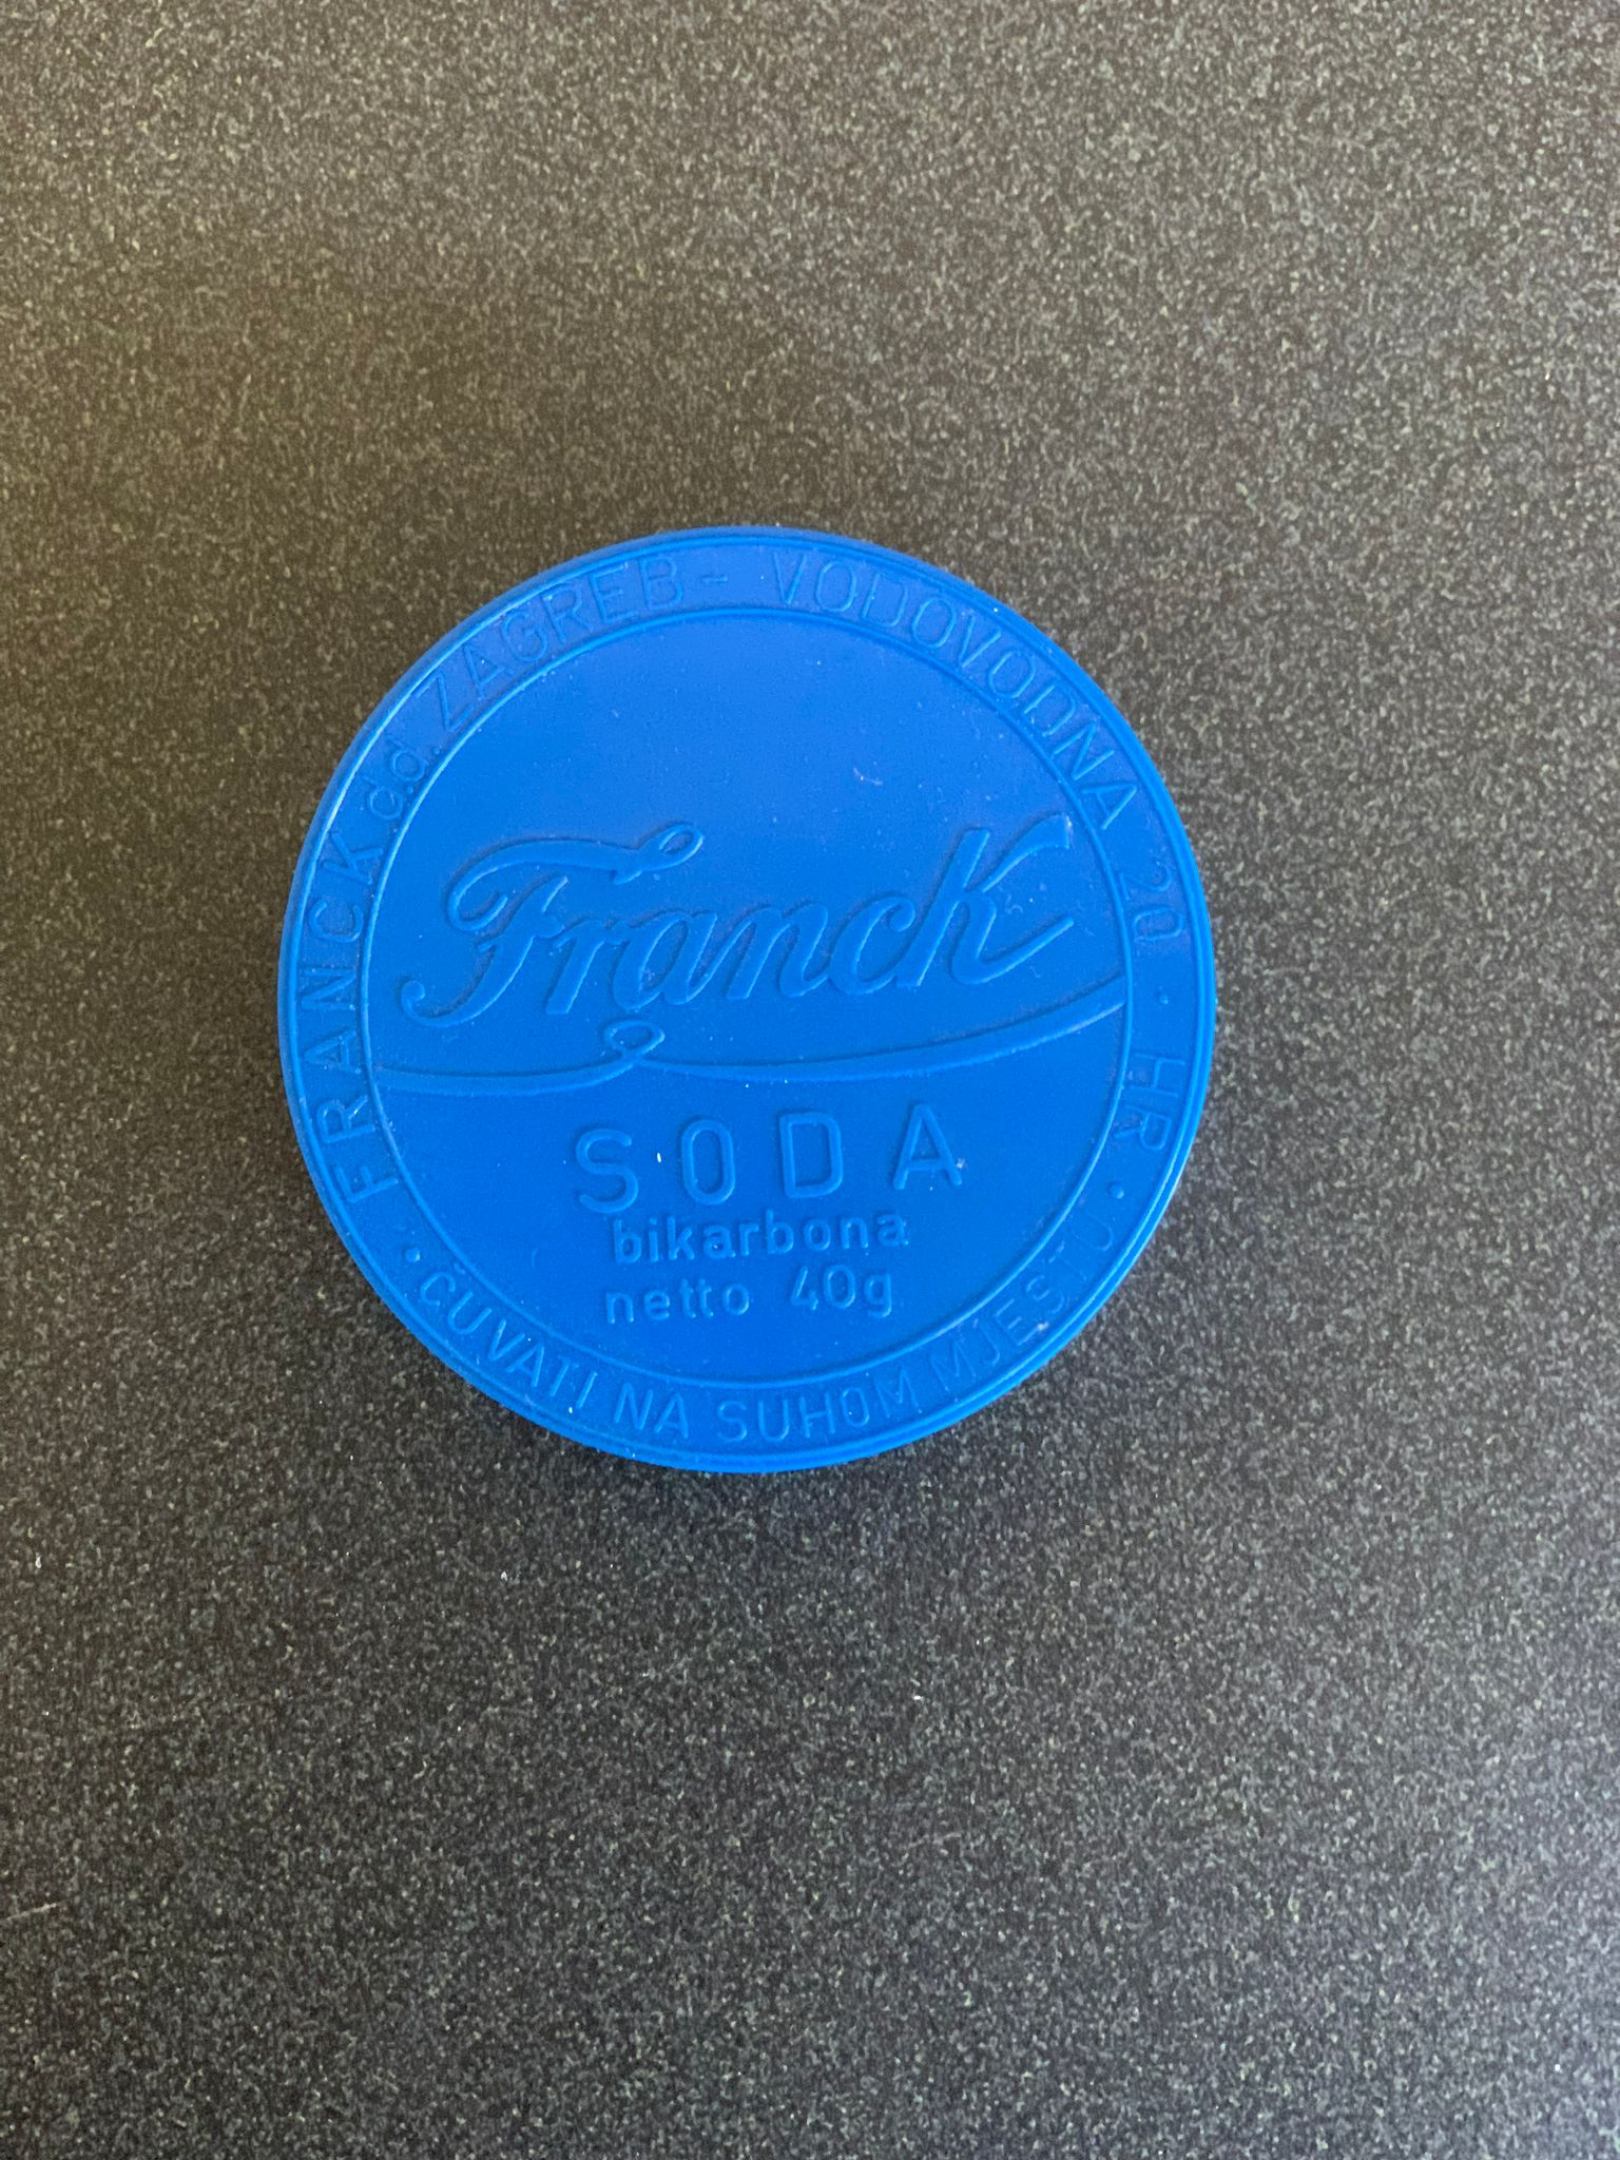 FRANCK d.d. ZAGREB - VODOVODNA 20 · HR ·
Franck
SODA
bikarbona
netto 40g
· ČUVATI NA SUHOM MJESTU